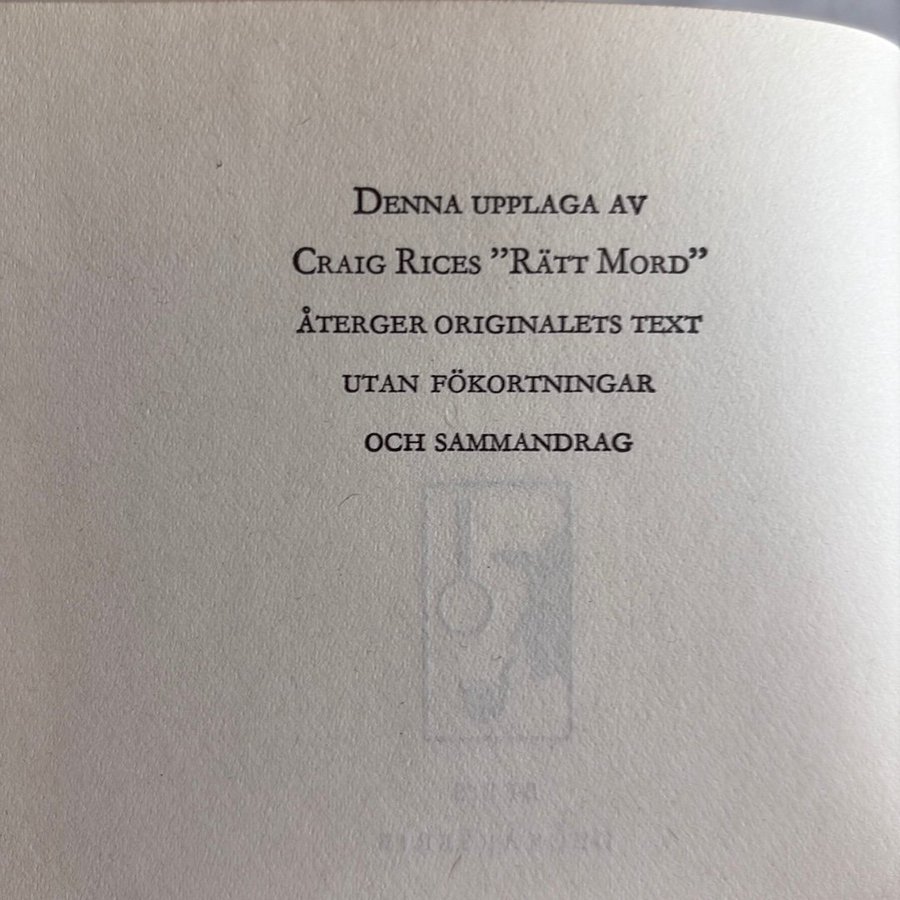 Denna upplaga av
Craig Rices ”Rätt Mord”
återger originalets text
utan fökortningar
och sammandrag